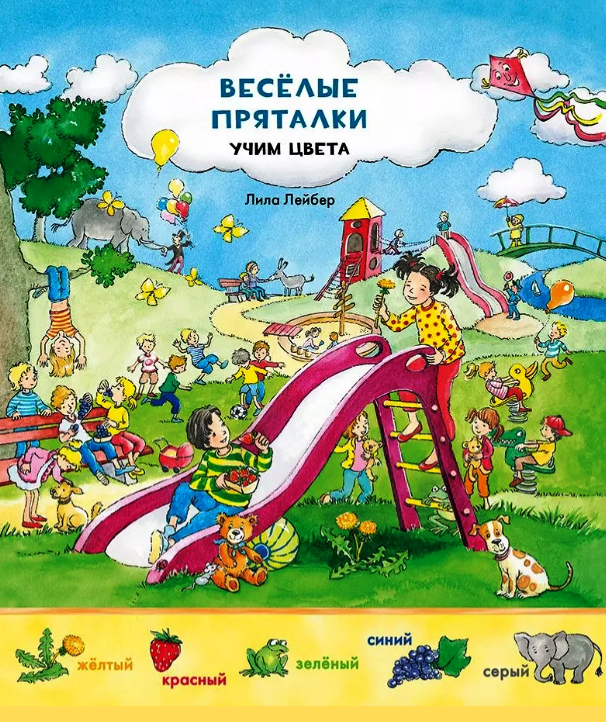 ВЕСЁЛЫЕ
ПРЯТАЛКИ
УЧИМ ЦВЕТА
Лила Лейбер
жёлтый
красный
зелёный
синий
серый